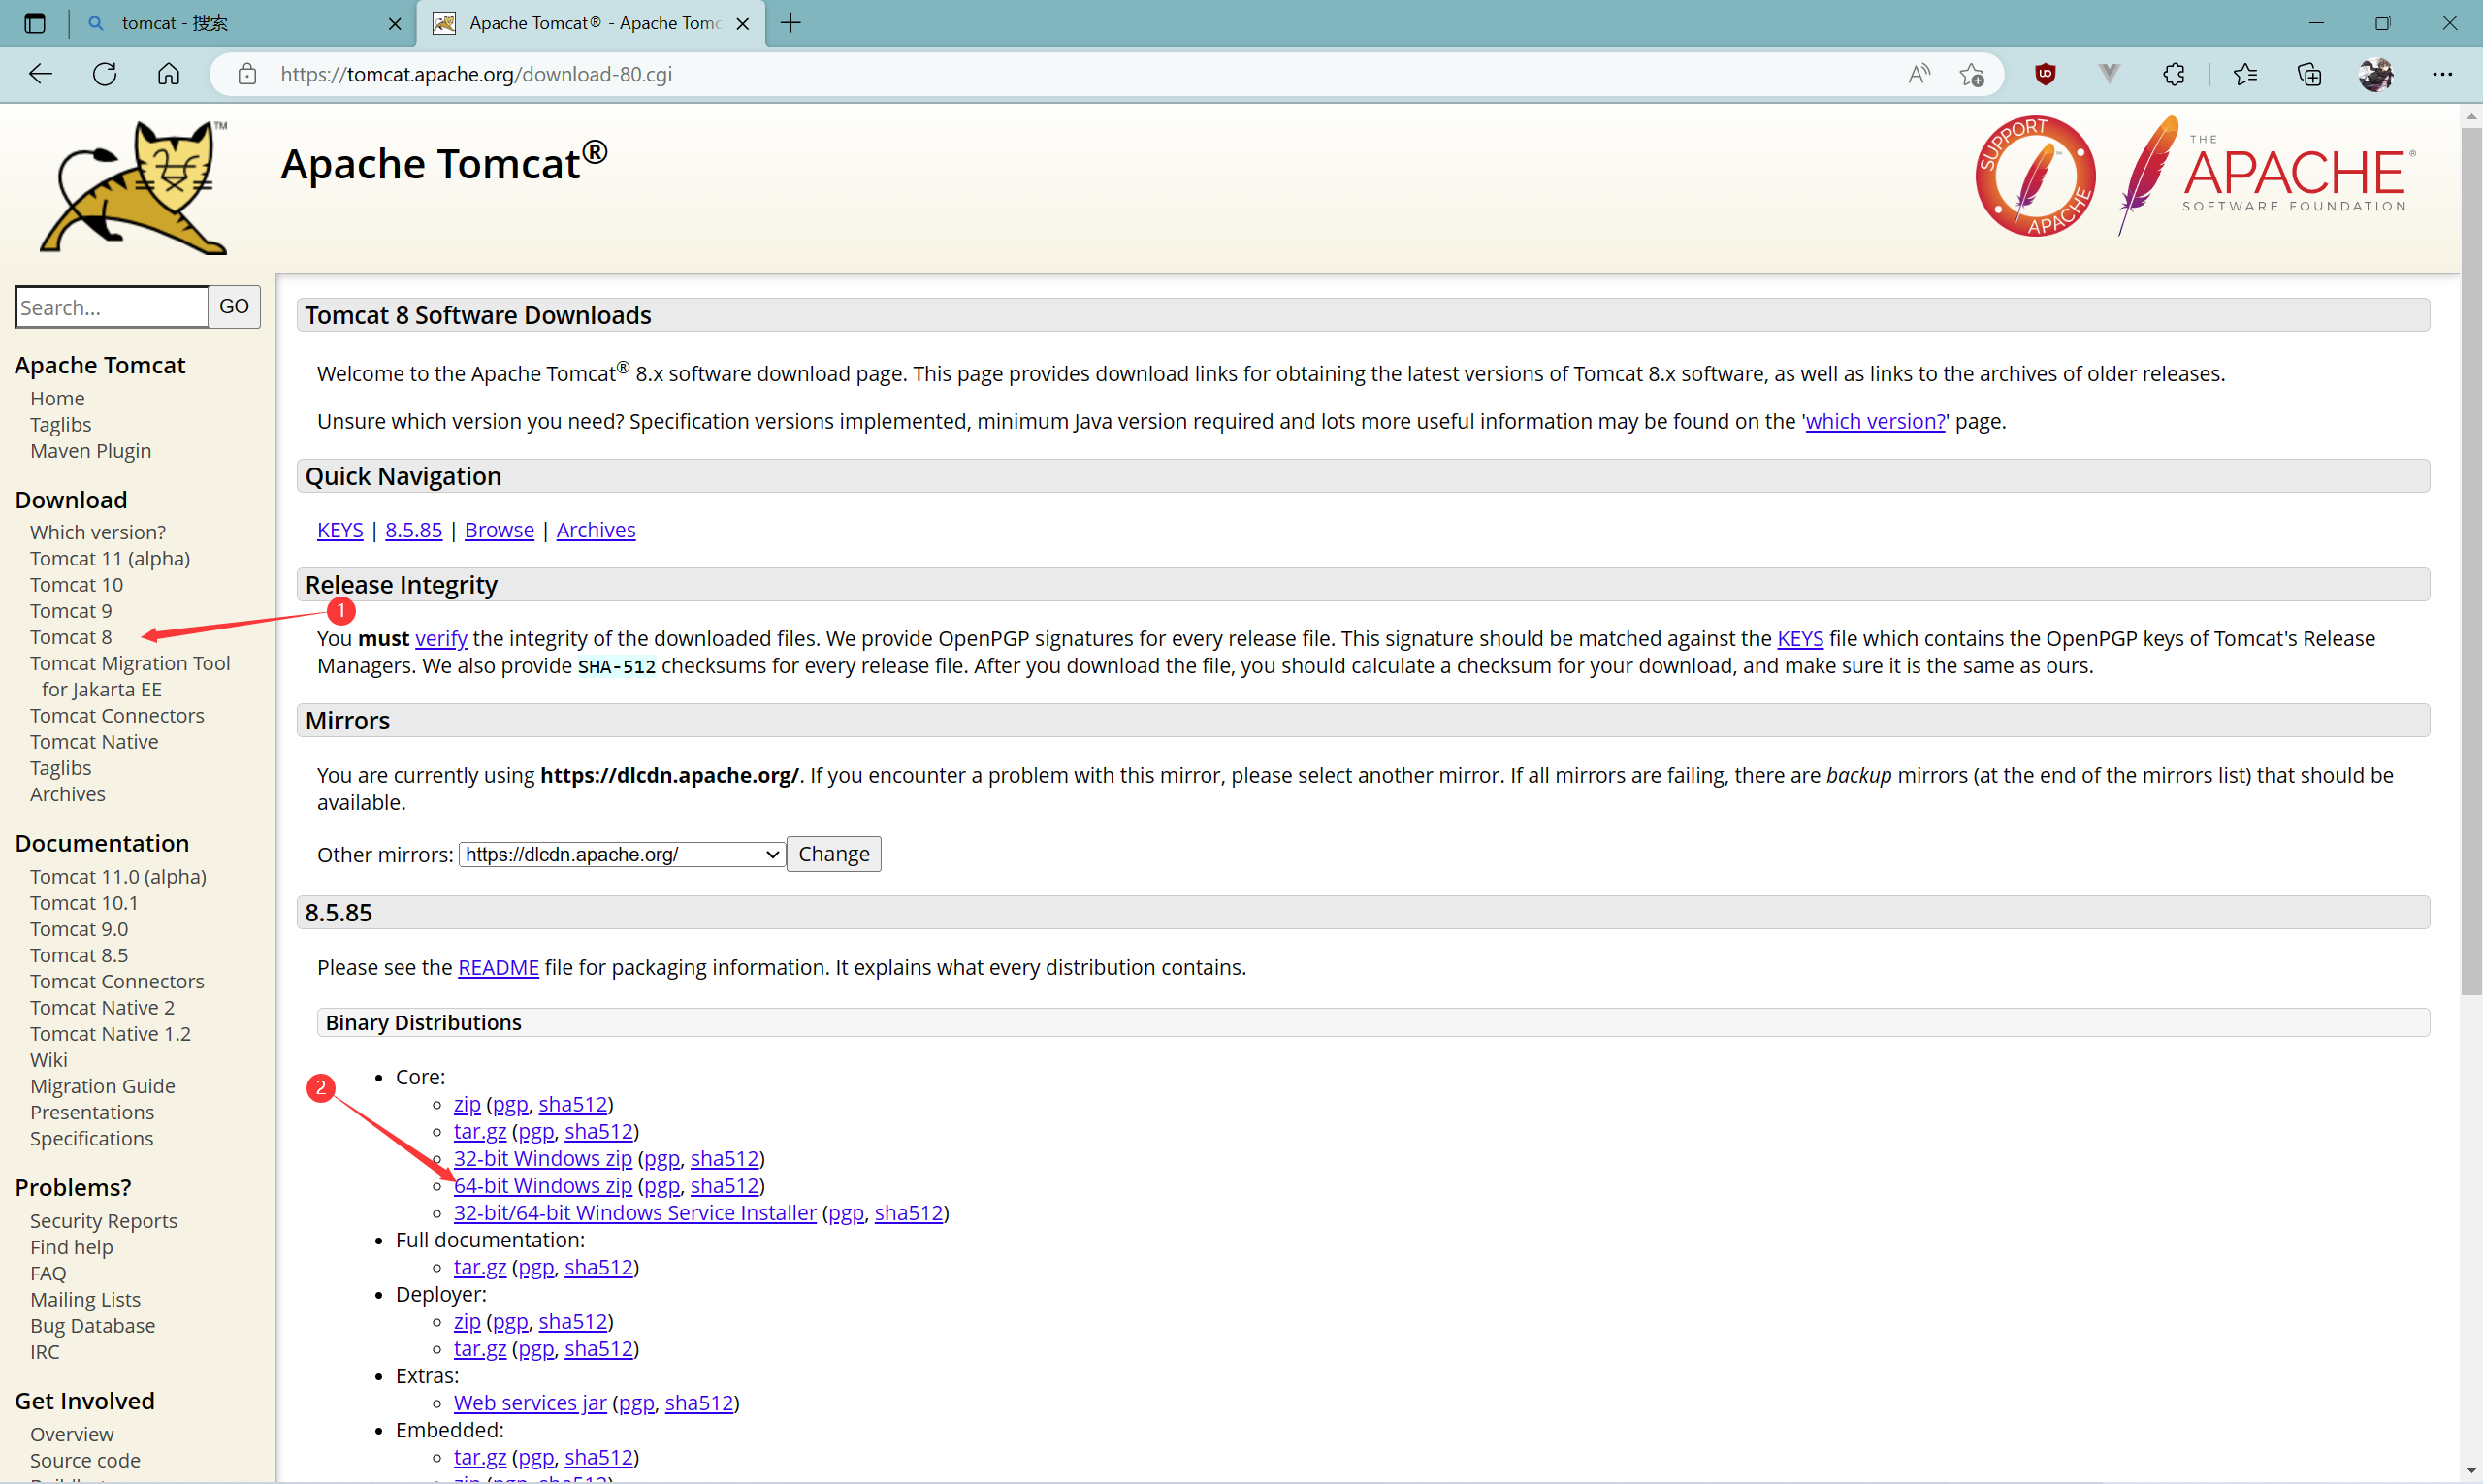 tomcat - 搜索
Apache Tomcat® - Apache Tomc
https://tomcat.apache.org/download-80.cgi
TM
Apache Tomcat®
SUPPORT APACHE
THE
APACHE®
SOFTWARE FOUNDATION
Search... GO
Apache Tomcat
Home
Taglibs
Maven Plugin
Download
Which version?
Tomcat 11 (alpha)
Tomcat 10
Tomcat 9
Tomcat 8
Tomcat Migration Tool
for Jakarta EE
Tomcat Connectors
Tomcat Native
Taglibs
Archives
Documentation
Tomcat 11.0 (alpha)
Tomcat 10.1
Tomcat 9.0
Tomcat 8.5
Tomcat Connectors
Tomcat Native 2
Tomcat Native 1.2
Wiki
Migration Guide
Presentations
Specifications
Problems?
Security Reports
Find help
FAQ
Mailing Lists
Bug Database
IRC
Get Involved
Overview
Source code
Tomcat 8 Software Downloads
Welcome to the Apache Tomcat® 8.x software download page. This page provides download links for obtaining the latest versions of Tomcat 8.x software, as well as links to the archives of older releases.
Unsure which version you need? Specification versions implemented, minimum Java version required and lots more useful information may be found on the 'which version?' page.
Quick Navigation
KEYS | 8.5.85 | Browse | Archives
Release Integrity
1
You must verify the integrity of the downloaded files. We provide OpenPGP signatures for every release file. This signature should be matched against the KEYS file which contains the OpenPGP keys of Tomcat's Release
Managers. We also provide SHA-512 checksums for every release file. After you download the file, you should calculate a checksum for your download, and make sure it is the same as ours.
Mirrors
You are currently using https://dlcdn.apache.org/. If you encounter a problem with this mirror, please select another mirror. If all mirrors are failing, there are backup mirrors (at the end of the mirrors list) that should be
available.
Other mirrors: https://dlcdn.apache.org/ Change
8.5.85
Please see the README file for packaging information. It explains what every distribution contains.
Binary Distributions
2
Core:
zip (pgp, sha512)
tar.gz (pgp, sha512)
32-bit Windows zip (pgp, sha512)
64-bit Windows zip (pgp, sha512)
32-bit/64-bit Windows Service Installer (pgp, sha512)
Full documentation:
tar.gz (pgp, sha512)
Deployer:
zip (pgp, sha512)
tar.gz (pgp, sha512)
Extras:
Web services jar (pgp, sha512)
Embedded:
tar.gz (pgp, sha512)
zip (pgp, sha512)